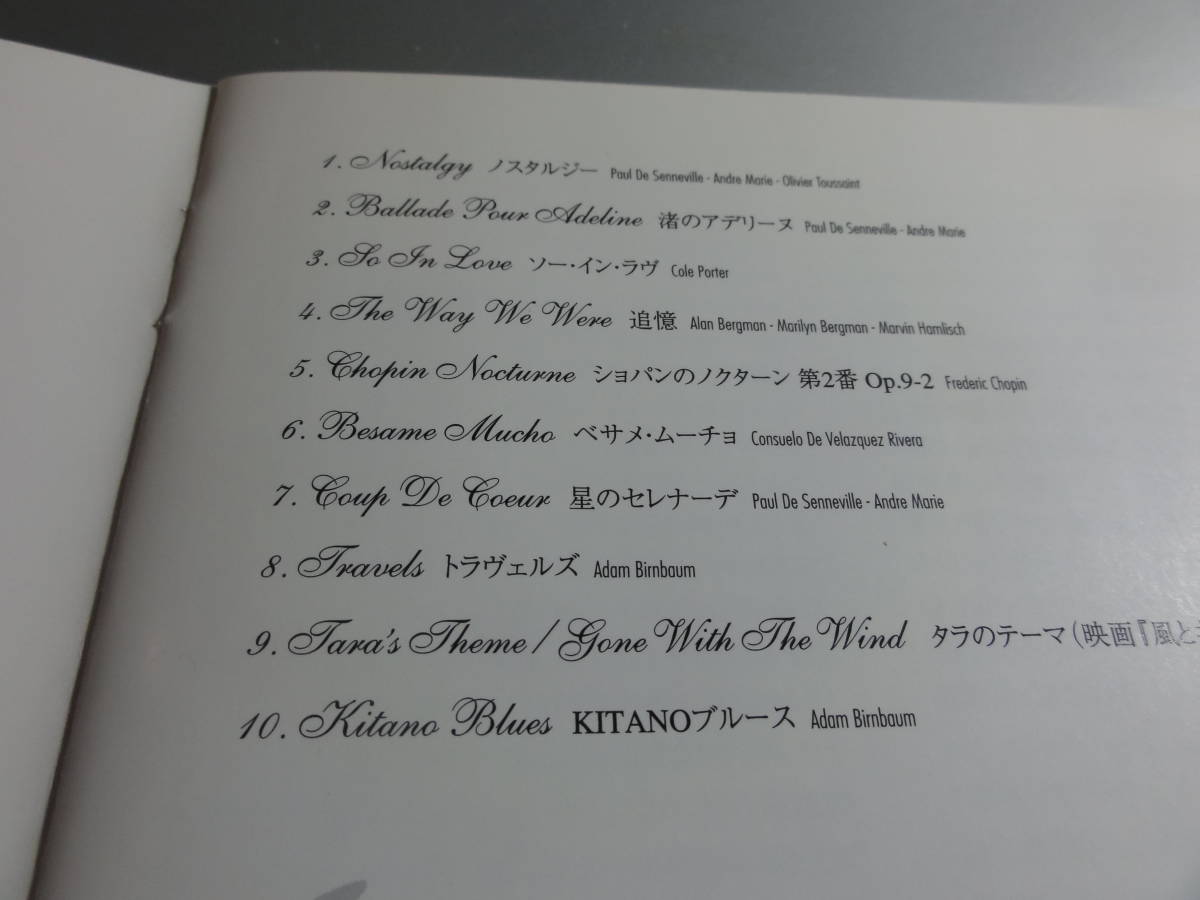 1. Nostalgy ノスタルジー Paul De Senneville - Andre Marie - Olivier Toussaint
2. Ballade Pour Adeline 渚のアデリーヌ Paul De Senneville - Andre Marie
3. So In Love ソー・イン・ラヴ Cole Porter
4. The Way We Were 追憶 Alan Bergman - Marilyn Bergman - Marvin Hamlisch
5. Chopin Nocturne ショパンのノクターン 第2番 Op.9-2 Frederic Chopin
6. Besame Mucho ベサメ・ムーチョ Consuelo De Velazquez Rivera
7. Coup De Coeur 星のセレナーデ Paul De Senneville - Andre Marie
8. Travels トラヴェルズ Adam Birnbaum
9. Tara's Theme / Gone With The Wind タラのテーマ (映画『風と
10. Kitano Blues KITANOブルース Adam Birnbaum